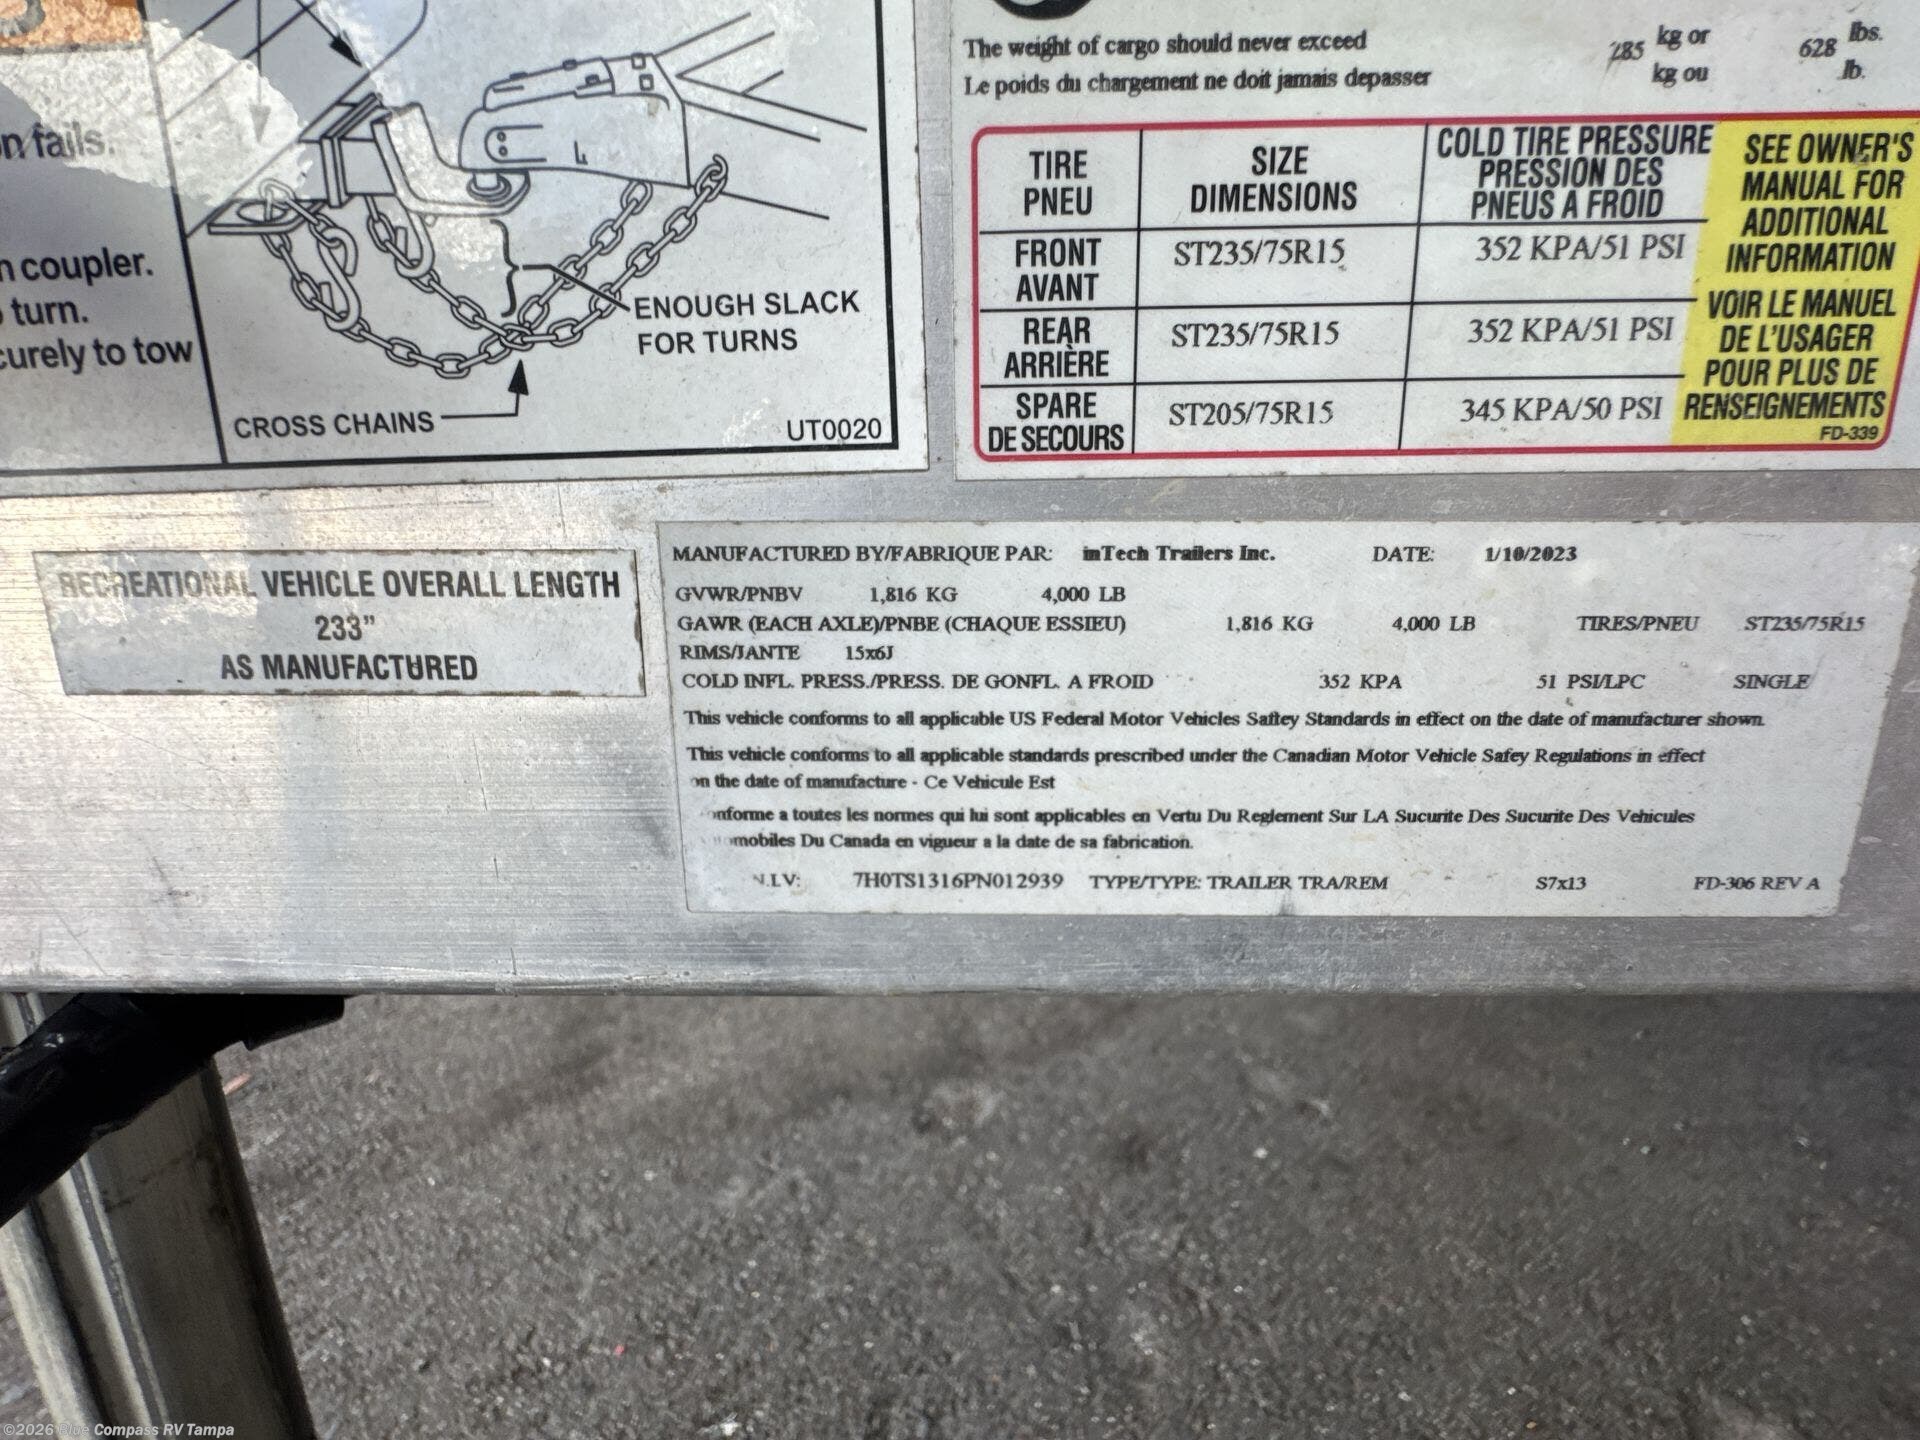 n fails.
n coupler.
o turn.
curely to tow
ENOUGH SLACK
FOR TURNS
CROSS CHAINS
UT0020
The weight of cargo should never exceed 285 kg or 628 lbs.
Le poids du chargement ne doit jamais depasser kg ou lb.
TIRE
PNEU
SIZE
DIMENSIONS
COLD TIRE PRESSURE
PRESSION DES
PNEUS A FROID
FRONT
AVANT
ST235/75R15
352 KPA/51 PSI
REAR
ARRIÈRE
ST235/75R15
352 KPA/51 PSI
SPARE
DE SECOURS
ST205/75R15
345 KPA/50 PSI
SEE OWNER'S
MANUAL FOR
ADDITIONAL
INFORMATION
VOIR LE MANUEL
DE L'USAGER
POUR PLUS DE
RENSEIGNEMENTS
FD-339
RECREATIONAL VEHICLE OVERALL LENGTH
233"
AS MANUFACTURED
MANUFACTURED BY/FABRIQUE PAR: inTech Trailers Inc. DATE: 1/10/2023
GVWR/PNBV 1,816 KG 4,000 LB
GAWR (EACH AXLE)/PNBE (CHAQUE ESSIEU) 1,816 KG 4,000 LB TIRES/PNEU ST235/75R15
RIMS/JANTE 15x6J
COLD INFL. PRESS./PRESS. DE GONFL. A FROID 352 KPA 51 PSI/LPC SINGLE
This vehicle conforms to all applicable US Federal Motor Vehicles Saftey Standards in effect on the date of manufacturer shown.
This vehicle conforms to all applicable standards prescribed under the Canadian Motor Vehicle Safey Regulations in effect
on the date of manufacture - Ce Vehicule Est
onforme a toutes les normes qui lui sont applicables en Vertu Du Reglement Sur LA Sucurite Des Sucurite Des Vehicules
omobiles Du Canada en vigueur a la date de sa fabrication.
N.I.V: 7H0TS1316PN012939 TYPE/TYPE: TRAILER TRA/REM S7x13 FD-306 REV A
©2026 Blue Compass RV Tampa